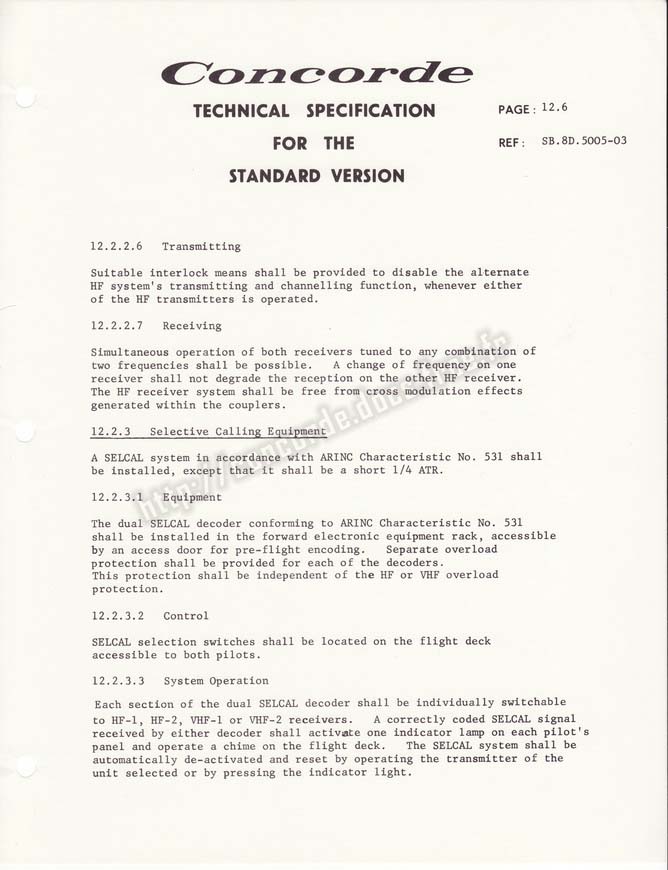 Concorde
TECHNICAL SPECIFICATION
FOR THE
STANDARD VERSION
PAGE: 12.6
REF: SB.8D.5005-03
12.2.2.6 Transmitting
Suitable interlock means shall be provided to disable the alternate
HF system's transmitting and channelling function, whenever either
of the HF transmitters is operated.
12.2.2.7 Receiving
Simultaneous operation of both receivers tuned to any combination of
two frequencies shall be possible. A change of frequency on one
receiver shall not degrade the reception on the other HF receiver.
The HF receiver system shall be free from cross modulation effects
generated within the couplers.
12.2.3 Selective Calling Equipment
A SELCAL system in accordance with ARINC Characteristic No. 531 shall
be installed, except that it shall be a short 1/4 ATR.
12.2.3.1 Equipment
The dual SELCAL decoder conforming to ARINC Characteristic No. 531
shall be installed in the forward electronic equipment rack, accessible
by an access door for pre-flight encoding. Separate overload
protection shall be provided for each of the decoders.
This protection shall be independent of the HF or VHF overload
protection.
12.2.3.2 Control
SELCAL selection switches shall be located on the flight deck
accessible to both pilots.
12.2.3.3 System Operation
Each section of the dual SELCAL decoder shall be individually switchable
to HF-1, HF-2, VHF-1 or VHF-2 receivers. A correctly coded SELCAL signal
received by either decoder shall activate one indicator lamp on each pilot's
panel and operate a chime on the flight deck. The SELCAL system shall be
automatically de-activated and reset by operating the transmitter of the
unit selected or by pressing the indicator light.